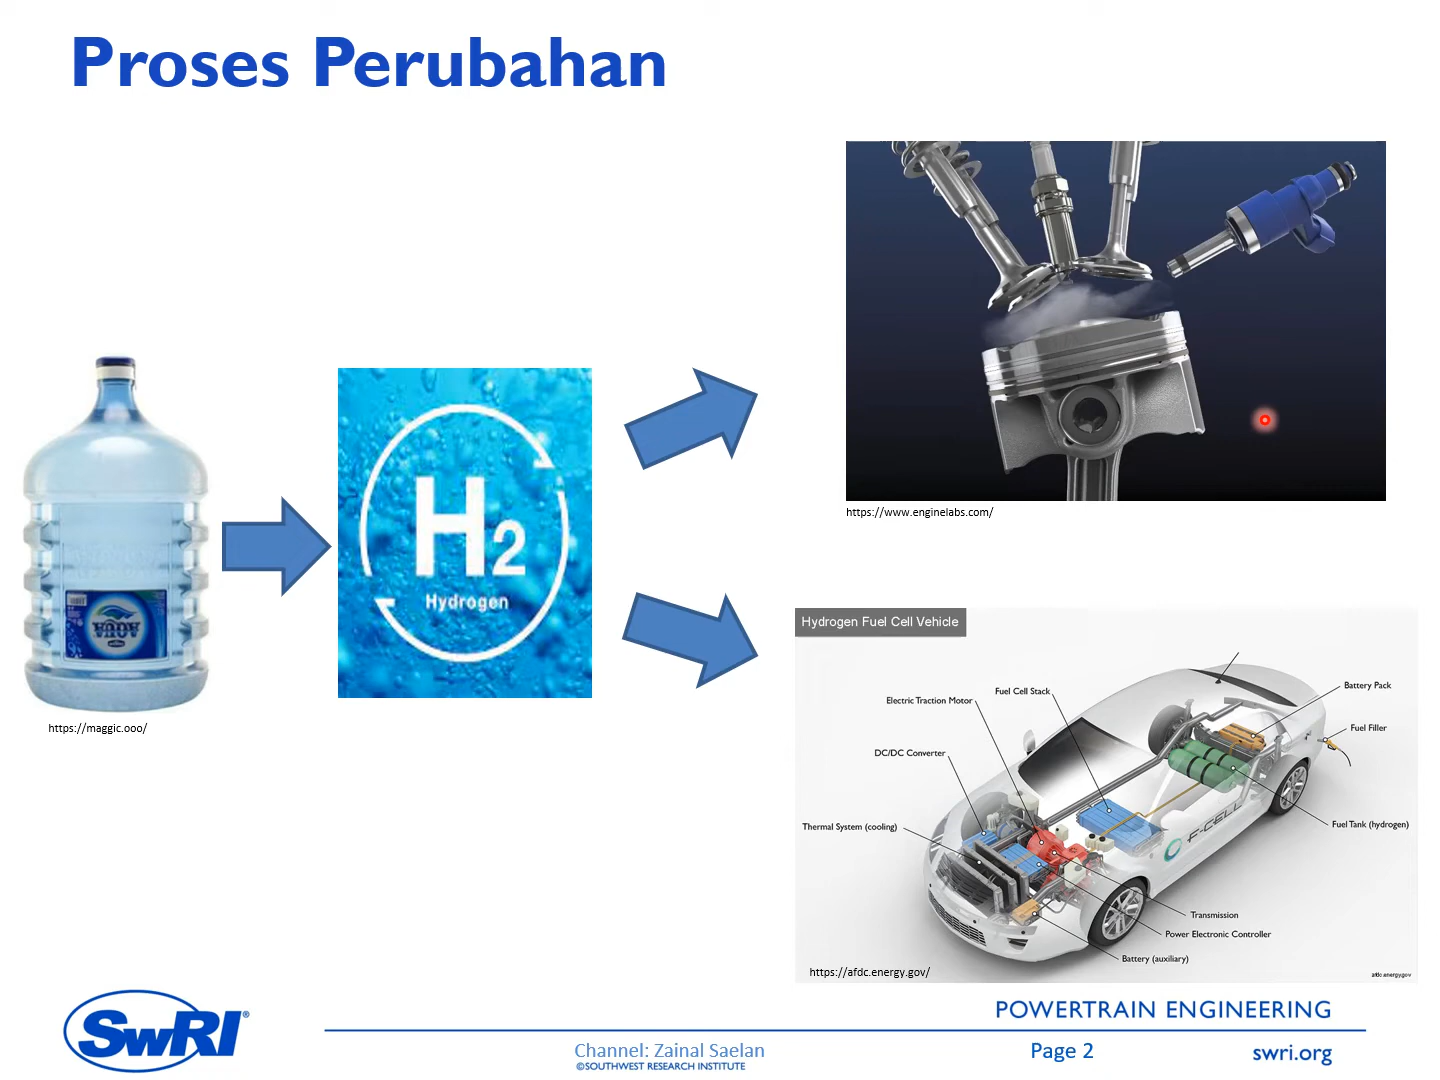 Proses Perubahan
https://www.enginelabs.com/
H2
Hydrogen
AQUA
https://maggic.ooo/
Hydrogen Fuel Cell Vehicle
Fuel Cell Stack
Battery Pack
Electric Traction Motor
Fuel Filler
DC/DC Converter
Thermal System (cooling)
Fuel Tank (hydrogen)
F-CELL
Transmission
Power Electronic Controller
Battery (auxiliary)
https://afdc.energy.gov/
afdc.energy.gov
SwRI®
POWERTRAIN ENGINEERING
Channel: Zainal Saelan
Page 2
swri.org
©SOUTHWEST RESEARCH INSTITUTE